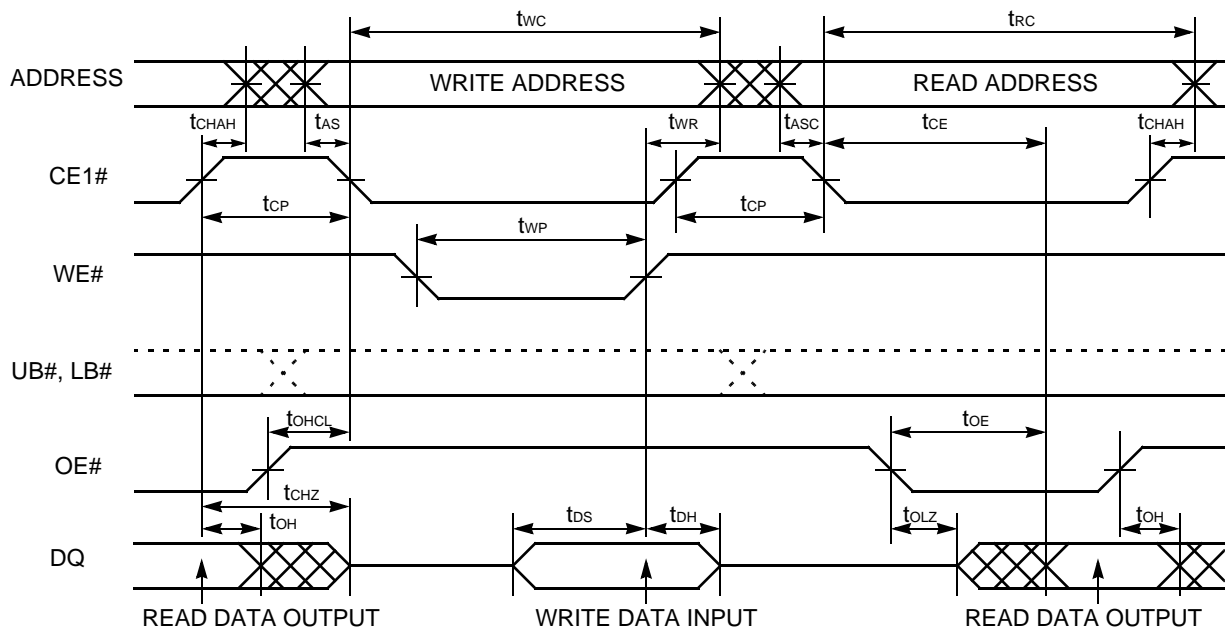 tWC tRC
ADDRESS WRITE ADDRESS READ ADDRESS
tCHAH tAS tWR tASC tCE tCHAH
CE1#
tCP tCP
tWP
WE#
UB#, LB#
tOHCL tOE
OE#
tCHZ
tOH tDS tDH tOLZ tOH
DQ
READ DATA OUTPUT WRITE DATA INPUT READ DATA OUTPUT